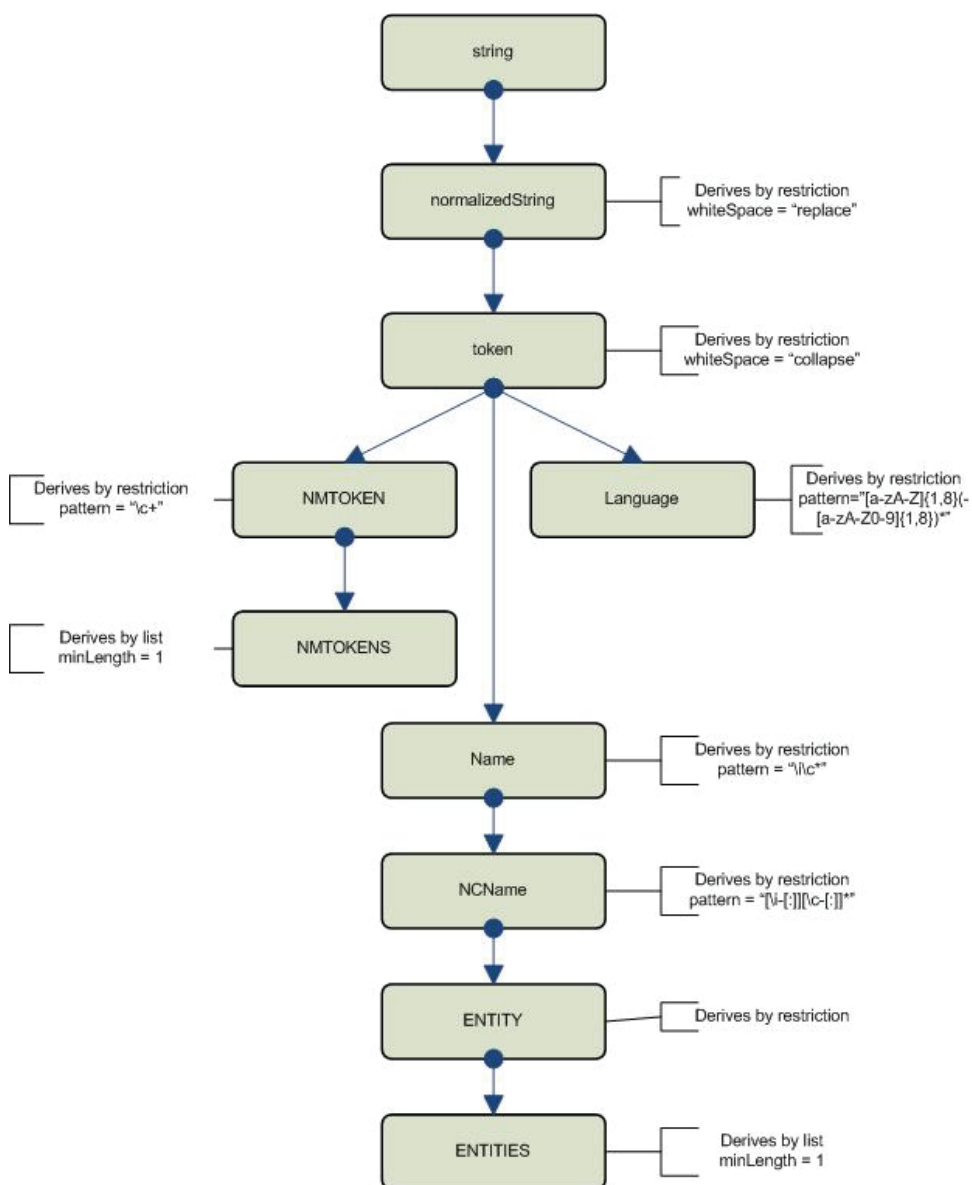 string
normalizedString
Derives by restriction
whiteSpace = “replace”
token
Derives by restriction
whiteSpace = “collapse”
Derives by restriction
pattern = “\c+”
NMTOKEN
Language
Derives by restriction
pattern=”[a-zA-Z]{1,8}(-
[a-zA-Z0-9]{1,8})*”
Derives by list
minLength = 1
NMTOKENS
Name
Derives by restriction
pattern = “\i\c*”
NCName
Derives by restriction
pattern = “[\i-[:]][\c-[:]]*”
ENTITY
Derives by restriction
ENTITIES
Derives by list
minLength = 1